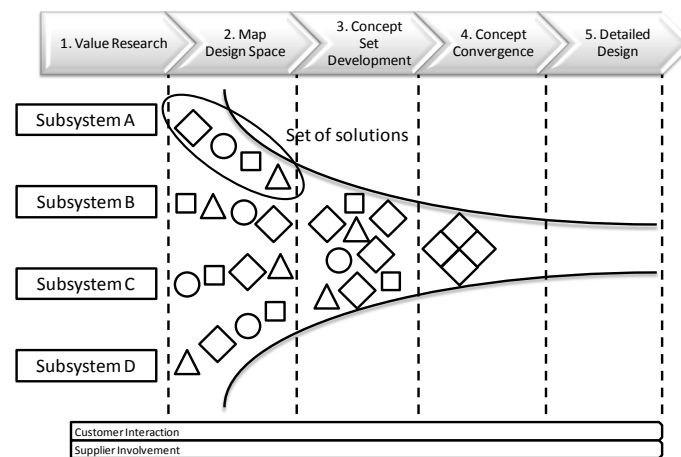 1. Value Research
2. Map
Design Space
3. Concept
Set
Development
4. Concept
Convergence
5. Detailed
Design
Subsystem A
Set of solutions
Subsystem B
Subsystem C
Subsystem D
Customer Interaction
Supplier Involvement